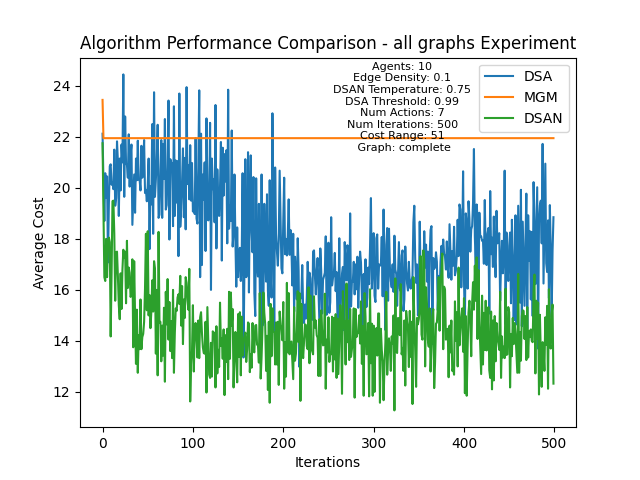 Algorithm Performance Comparison - all graphs Experiment
Agents: 10
Edge Density: 0.1
DSAN Temperature: 0.75
DSA Threshold: 0.99
Num Actions: 7
Num Iterations: 500
Cost Range: 51
Graph: complete
DSA
MGM
DSAN
Average Cost
24
22
20
18
16
14
12
0
100
200
300
400
500
Iterations